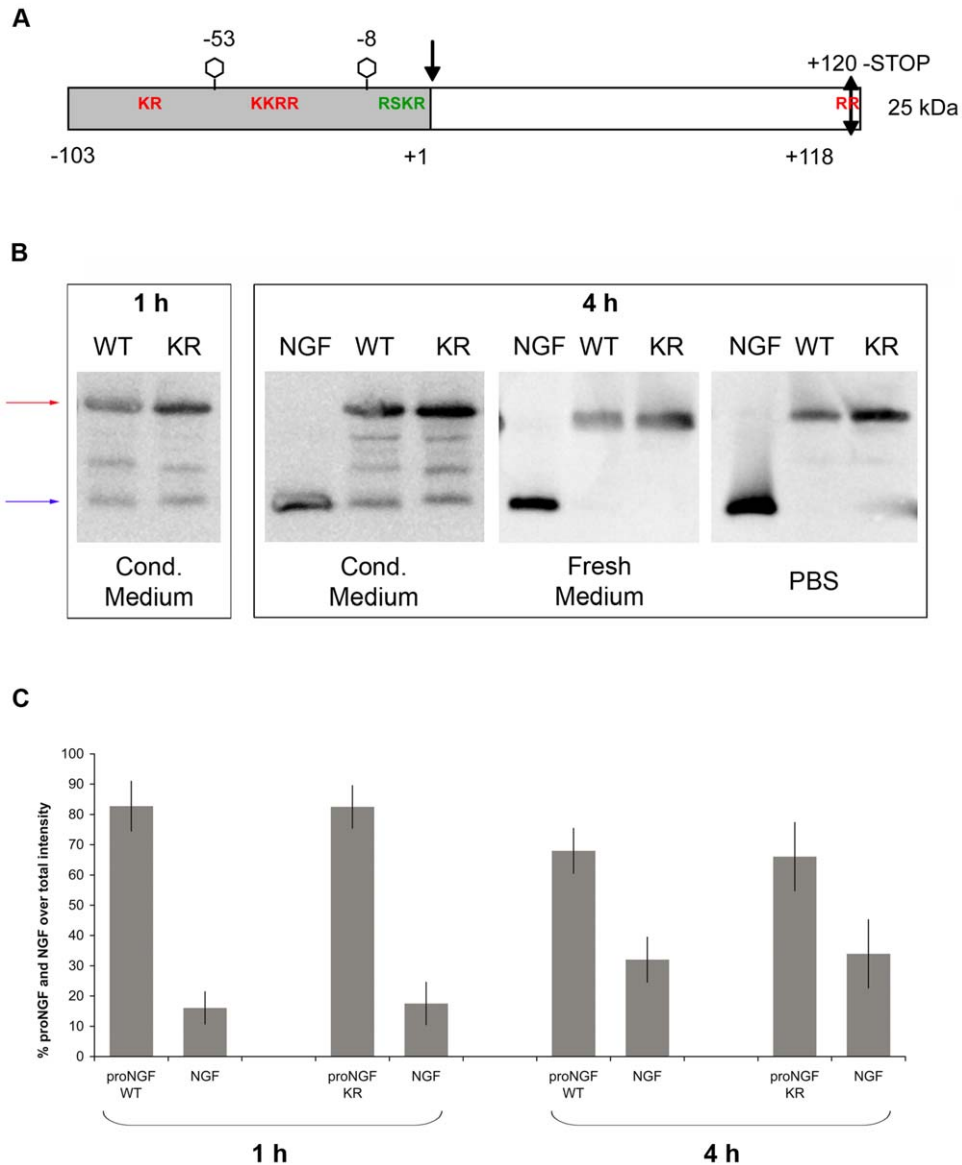 A
-53
-8
+120 -STOP
KR
KKRR
RSKR
RR
25 kDa
-103
+1
+118
B
1 h
4 h
WT KR
NGF WT KR
NGF WT KR
NGF WT KR
Cond.
Medium
Cond.
Medium
Fresh
Medium
PBS
C
% proNGF and NGF over total intensity
100
90
80
70
60
50
40
30
20
10
0
proNGF
WT
NGF
proNGF
KR
NGF
proNGF
WT
NGF
proNGF
KR
NGF
1 h
4 h